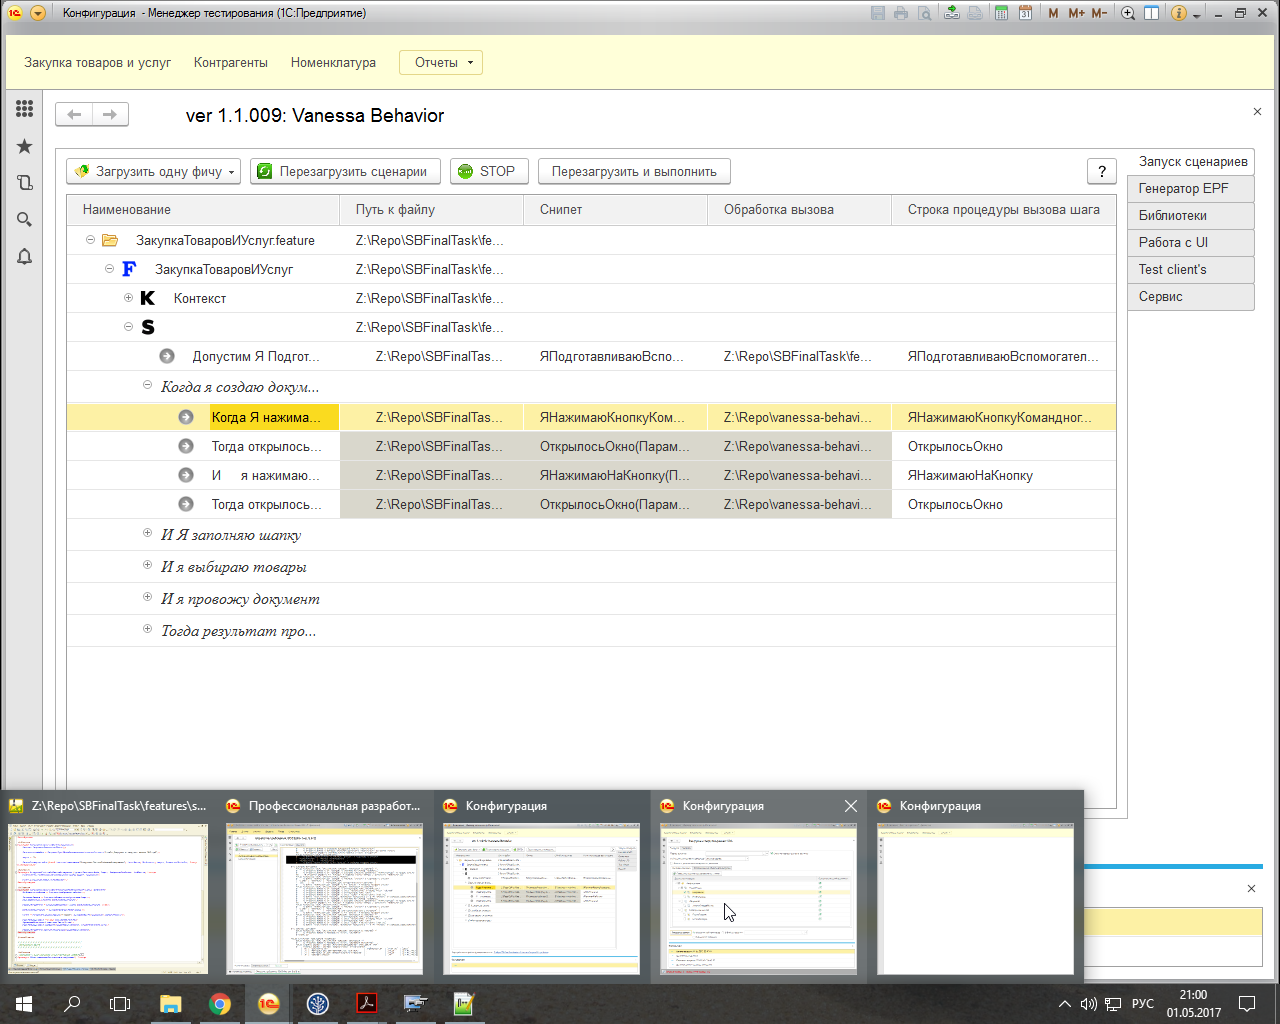 Конфигурация - Менеджер тестирования (1С:Предприятие)
M M+ M-
31
Закупка товаров и услуг Контрагенты Номенклатура Отчеты
ver 1.1.009: Vanessa Behavior
Загрузить одну фичу Перезагрузить сценарии STOP Перезагрузить и выполнить ?
Запуск сценариев
Генератор EPF
Библиотеки
Работа с UI
Test client's
Сервис
Наименование Путь к файлу Снипет Обработка вызова Строка процедуры вызова шага
ЗакупкаТоваровИУслуг.feature Z:\Repo\SBFinalTask\fe...
F ЗакупкаТоваровИУслуг Z:\Repo\SBFinalTask\fe...
K Контекст Z:\Repo\SBFinalTask\fe...
S Z:\Repo\SBFinalTask\fe...
Допустим Я Подгот... Z:\Repo\SBFinalTas... ЯПодготавливаюВспо... Z:\Repo\SBFinalTask\fe... ЯПодготавливаюВспомогател...
Когда я создаю докум...
Когда Я нажима... Z:\Repo\SBFinalTas... ЯНажимаюКнопкуКом... Z:\Repo\vanessa-behavi... ЯНажимаюКнопкуКомандног...
Тогда открылось... Z:\Repo\SBFinalTas... ОткрылосьОкно(Парам... Z:\Repo\vanessa-behavi... ОткрылосьОкно
И я нажимаю... Z:\Repo\SBFinalTas... ЯНажимаюНаКнопку(П... Z:\Repo\vanessa-behavi... ЯНажимаюНаКнопку
Тогда открылось... Z:\Repo\SBFinalTas... ОткрылосьОкно(Парам... Z:\Repo\vanessa-behavi... ОткрылосьОкно
И Я заполняю шапку
И я выбираю товары
И я провожу документ
Тогда результат про...
Z:\Repo\SBFinalTask\features\s... Профессиональная разработ... Конфигурация Конфигурация Конфигурация
РУС
21:00
01.05.2017